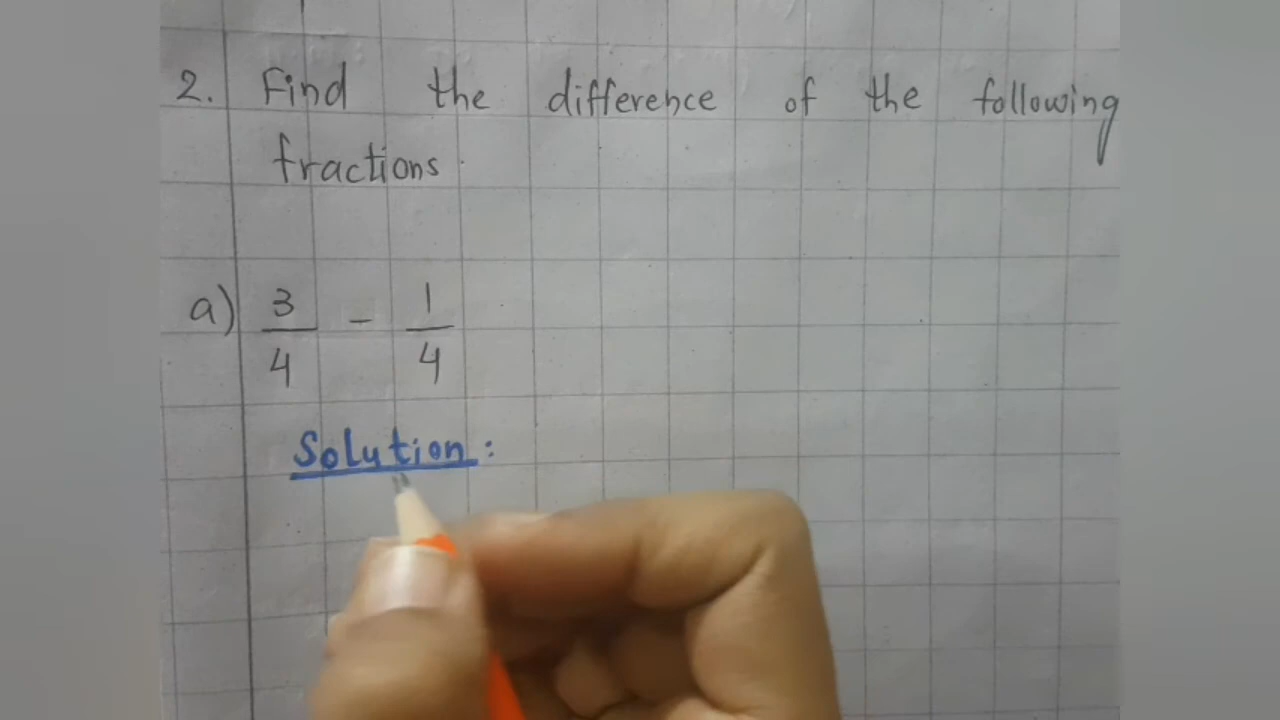 2. Find the difference of the following
fractions.
a) 3/4 - 1/4
Solution: